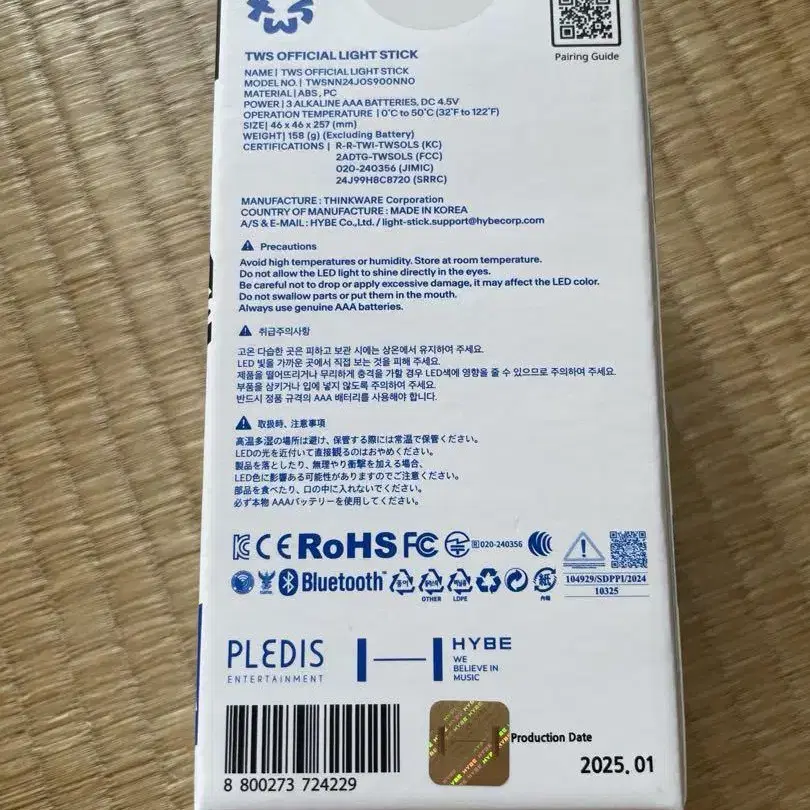 Pairing Guide
TWS OFFICIAL LIGHT STICK
NAME | TWS OFFICIAL LIGHT STICK
MODEL NO. | TWSNN24JOS900NNO
MATERIAL | ABS , PC
POWER | 3 ALKALINE AAA BATTERIES, DC 4.5V
OPERATION TEMPERATURE | 0°C to 50°C (32°F to 122°F)
SIZE| 46 x 46 x 257 (mm)
WEIGHT| 158 (g) (Excluding Battery)
CERTIFICATIONS | R-R-TWI-TWSOLS (KC)
2ADTG-TWSOLS (FCC)
020-240356 (JIMIC)
24J99H8C8720 (SRRC)
MANUFACTURE : THINKWARE Corporation
COUNTRY OF MANUFACTURE : MADE IN KOREA
A/S & E-MAIL : HYBE Co.,Ltd. / light-stick.support@hybecorp.com
Precautions
Avoid high temperatures or humidity. Store at room temperature.
Do not allow the LED light to shine directly in the eyes.
Be careful not to drop or apply excessive damage, it may affect the LED color.
Do not swallow parts or put them in the mouth.
Always use genuine AAA batteries.
취급주의사항
고온 다습한 곳은 피하고 보관 시에는 상온에서 유지하여 주세요.
LED 빛을 가까운 곳에서 직접 보는 것을 피해 주세요.
제품을 떨어뜨리거나 무리하게 충격을 가할 경우 LED색에 영향을 줄 수 있으므로 주의하여 주세요.
부품을 삼키거나 입에 넣지 않도록 주의하여 주세요.
반드시 정품 규격의 AAA 배터리를 사용해야 합니다.
取扱時、注意事項
高温多湿の場所は避け、保管する際には常温で保管ください。
LEDの光を近付いて直接観るのはおやめください。
製品を落としたり、無理やり衝撃を加える場合、
LED色に影響ある可能性がありますのでご注意ください。
部品を食べたり、口の中に入れないでください。
必ず本物 AAAバッテリーを使用してください。
CE RoHS FC R 020-240356
Bluetooth™ OTHER LDPE 紙
104929/SDPPI/2024
10325
PLEDIS
ENTERTAINMENT
HYBE
WE
BELIEVE IN
MUSIC
HYBE HYBE HYBE
Production Date
2025. 01
8 800273 724229